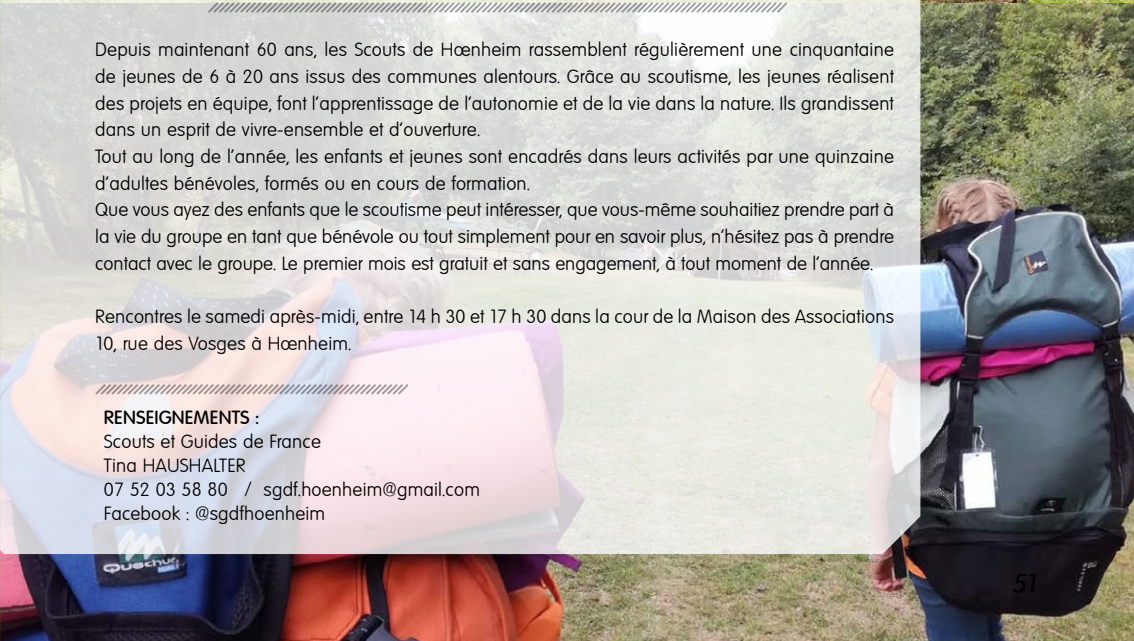 Depuis maintenant 60 ans, les Scouts de Hœnheim rassemblent régulièrement une cinquantaine
de jeunes de 6 à 20 ans issus des communes alentours. Grâce au scoutisme, les jeunes réalisent
des projets en équipe, font l'apprentissage de l'autonomie et de la vie dans la nature. Ils grandissent
dans un esprit de vivre-ensemble et d'ouverture.
Tout au long de l'année, les enfants et jeunes sont encadrés dans leurs activités par une quinzaine
d'adultes bénévoles, formés ou en cours de formation.
Que vous ayez des enfants que le scoutisme peut intéresser, que vous-même souhaitiez prendre part à
la vie du groupe en tant que bénévole ou tout simplement pour en savoir plus, n'hésitez pas à prendre
contact avec le groupe. Le premier mois est gratuit et sans engagement, à tout moment de l'année.
Rencontres le samedi après-midi, entre 14 h 30 et 17 h 30 dans la cour de la Maison des Associations
10, rue des Vosges à Hœnheim.
RENSEIGNEMENTS :
Scouts et Guides de France
Tina HAUSHALTER
07 52 03 58 80 / sgdf.hoenheim@gmail.com
Facebook : @sgdfhoenheim
Quechua
51